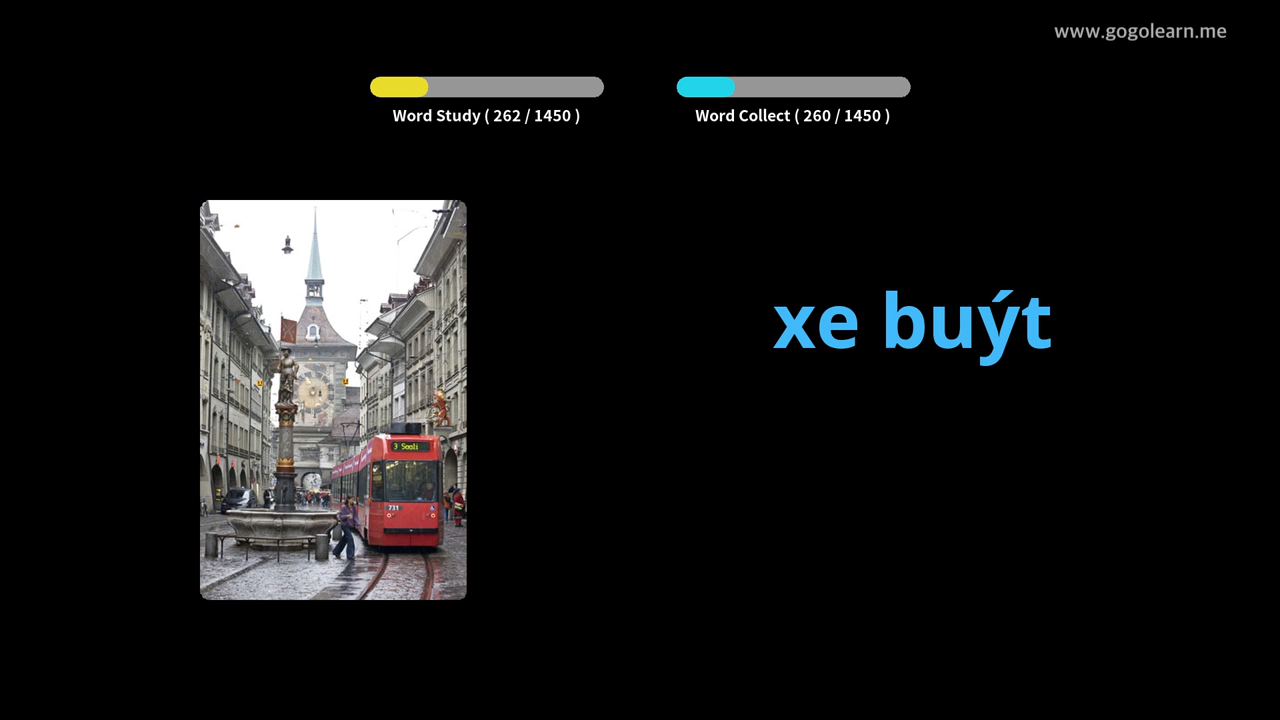 www.gogolearn.me
Word Study ( 262 / 1450 )
Word Collect ( 260 / 1450 )
xe buýt
3 Saali
731